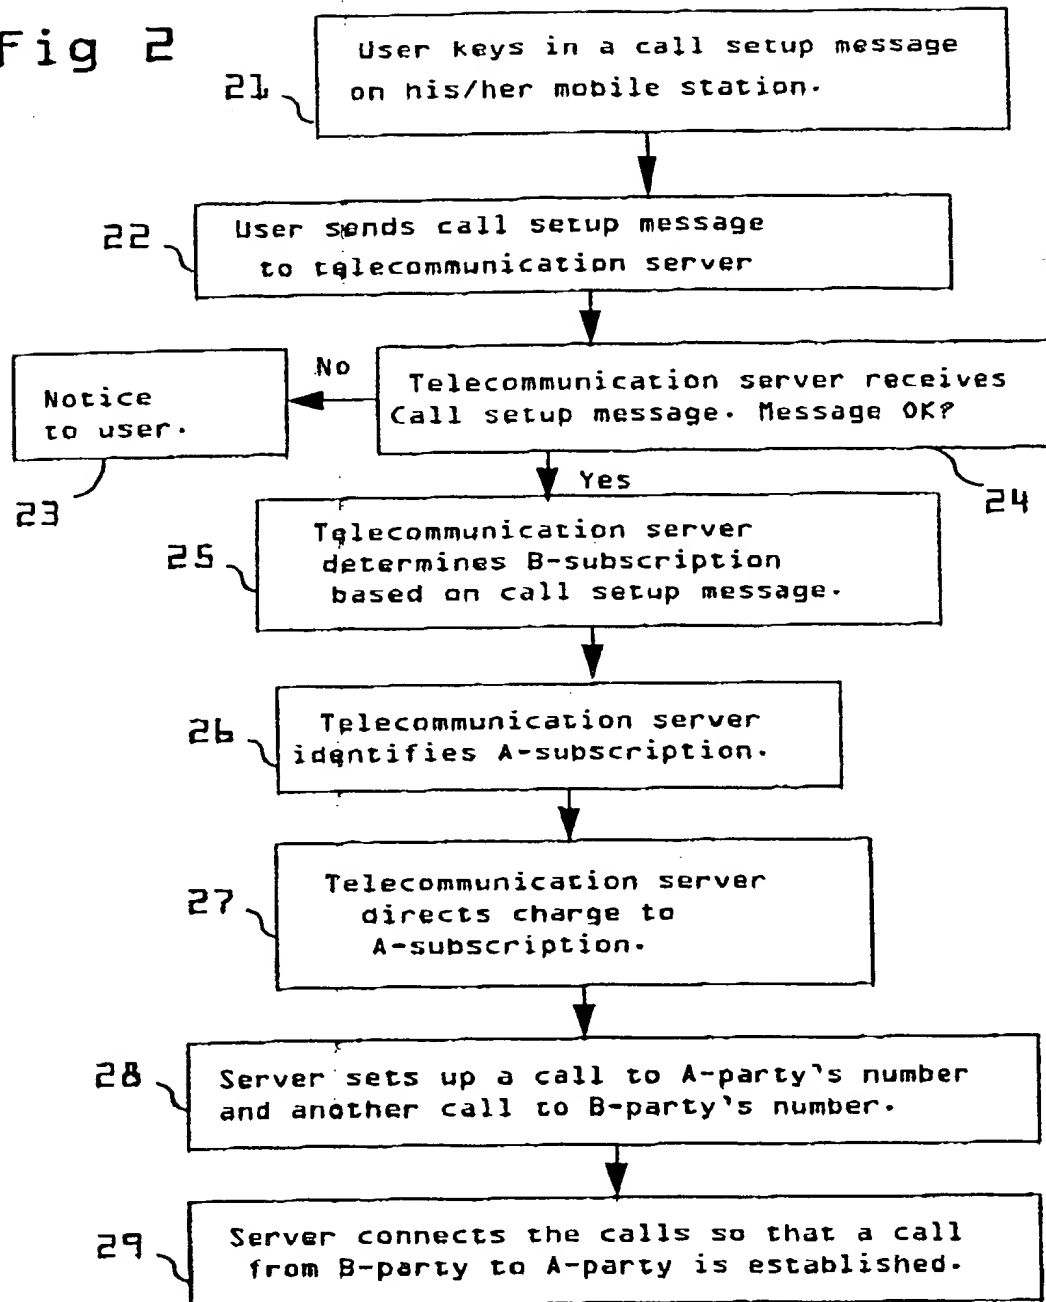 Fig 2
User keys in a call setup message
on his/her mobile station.
21
User sends call setup message
to telecommunication server
22
No
Telecommunication server receives
Call setup message. Message OK?
Notice
to user.
23
Yes
24
Telecommunication server
determines B-subscription
based on call setup message.
25
Telecommunication server
identifies A-subscription.
26
Telecommunication server
directs charge to
A-subscription.
27
Server sets up a call to A-party's number
and another call to B-party's number.
28
Server connects the calls so that a call
from B-party to A-party is established.
29